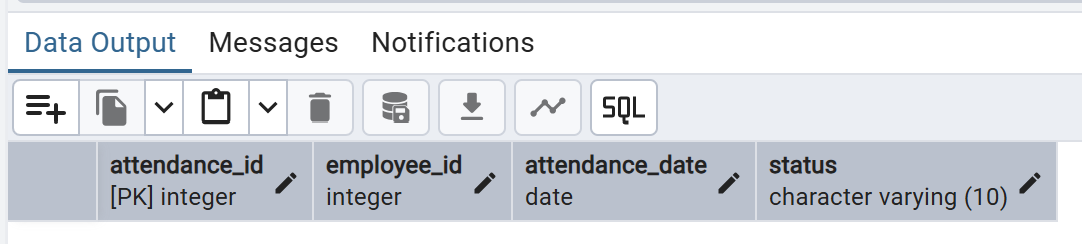 Data Output Messages Notifications
SQL
attendance_id employee_id attendance_date status
[PK] integer integer date character varying (10)